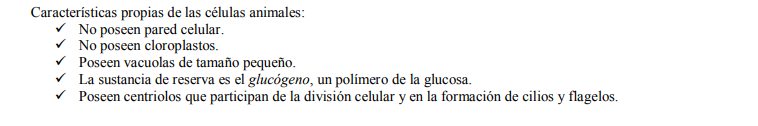 Características propias de las células animales:
✓ No poseen pared celular.
✓ No poseen cloroplastos.
✓ Poseen vacuolas de tamaño pequeño.
✓ La sustancia de reserva es el glucógeno, un polímero de la glucosa.
✓ Poseen centriolos que participan de la división celular y en la formación de cilios y flagelos.